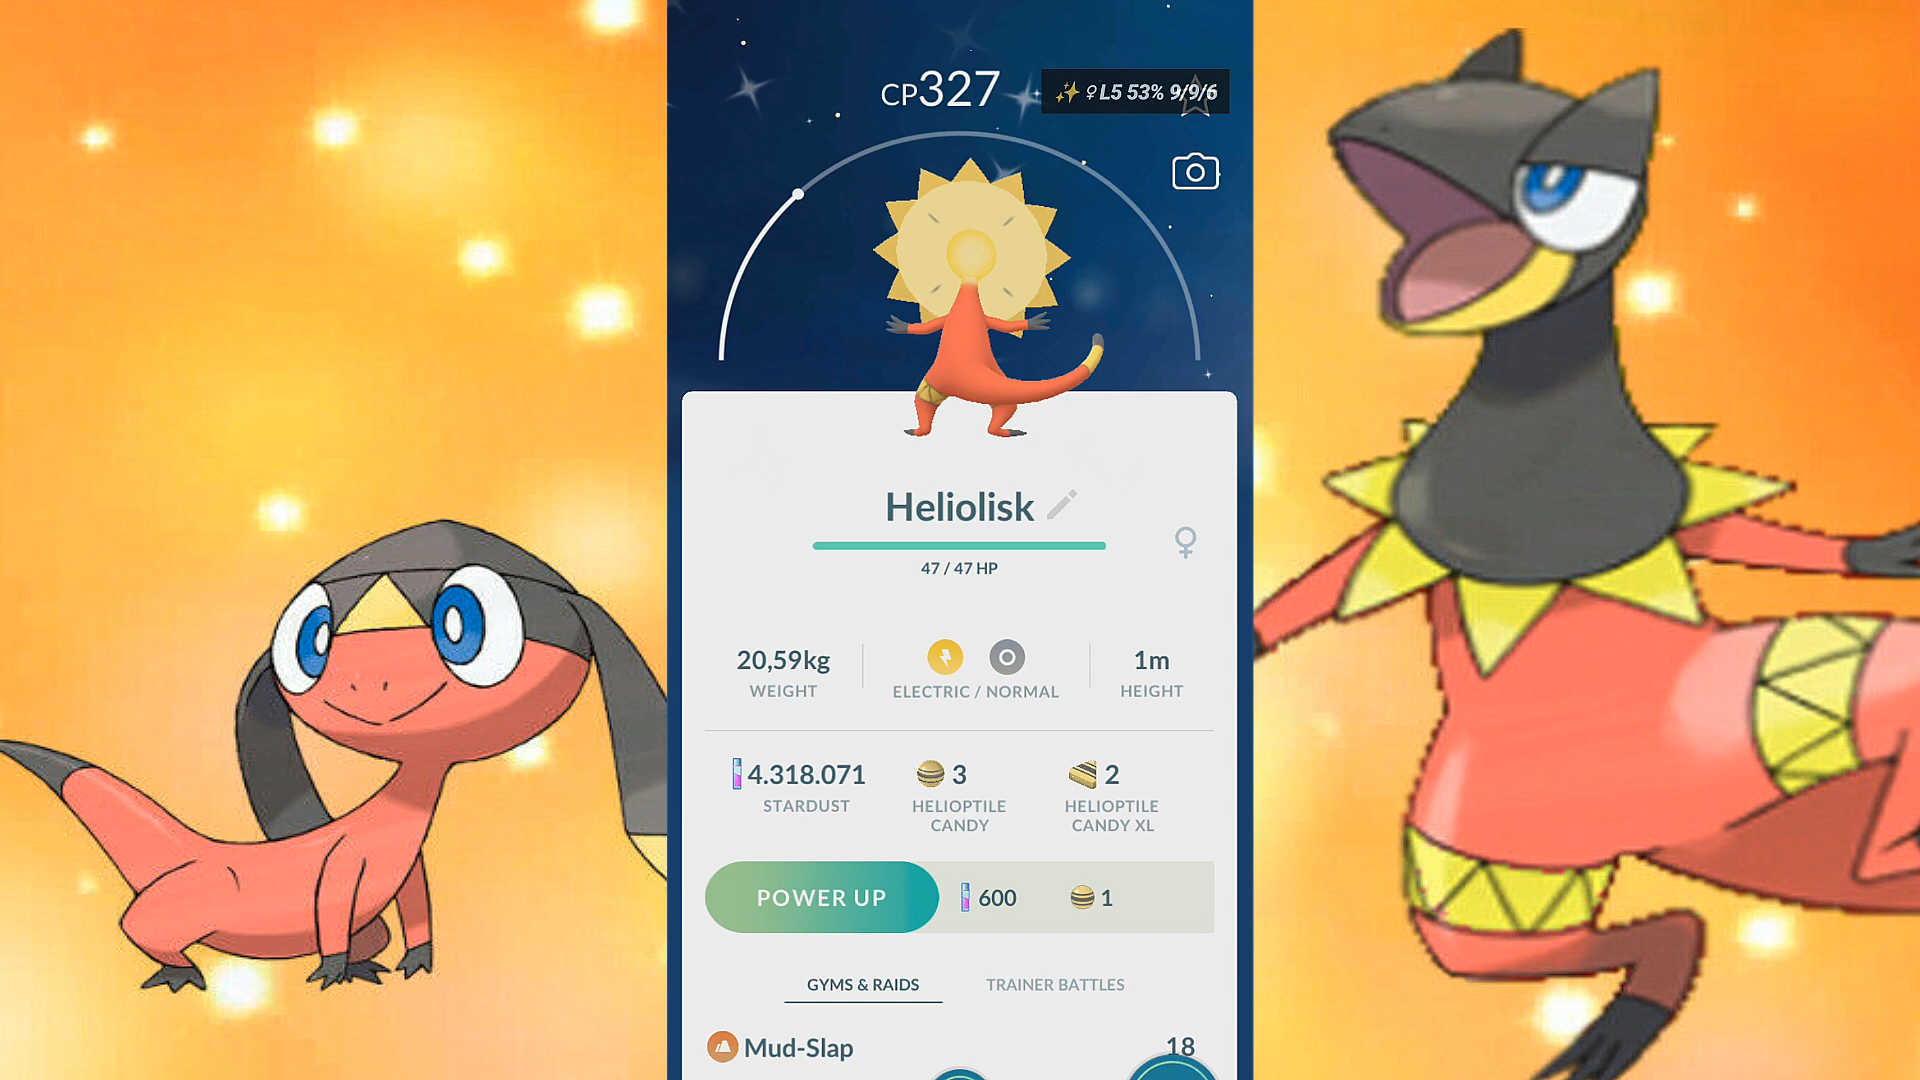 CP327
♀L5 53% 9/9/6
Heliolisk
47 / 47 HP
20,59kg
WEIGHT
ELECTRIC / NORMAL
1m
HEIGHT
4.318.071
STARDUST
3
HELIOPTILE
CANDY
2
HELIOPTILE
CANDY XL
POWER UP
600
1
GYMS & RAIDS
TRAINER BATTLES
Mud-Slap
18